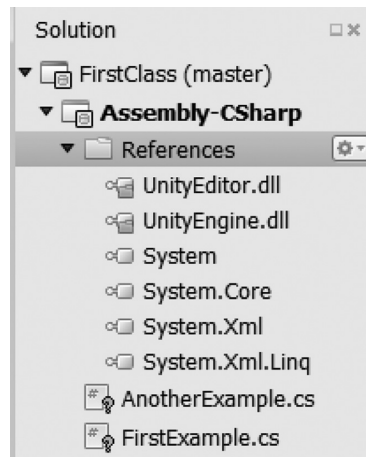 Solution
FirstClass (master)
Assembly-CSharp
References
UnityEditor.dll
UnityEngine.dll
System
System.Core
System.Xml
System.Xml.Linq
AnotherExample.cs
FirstExample.cs